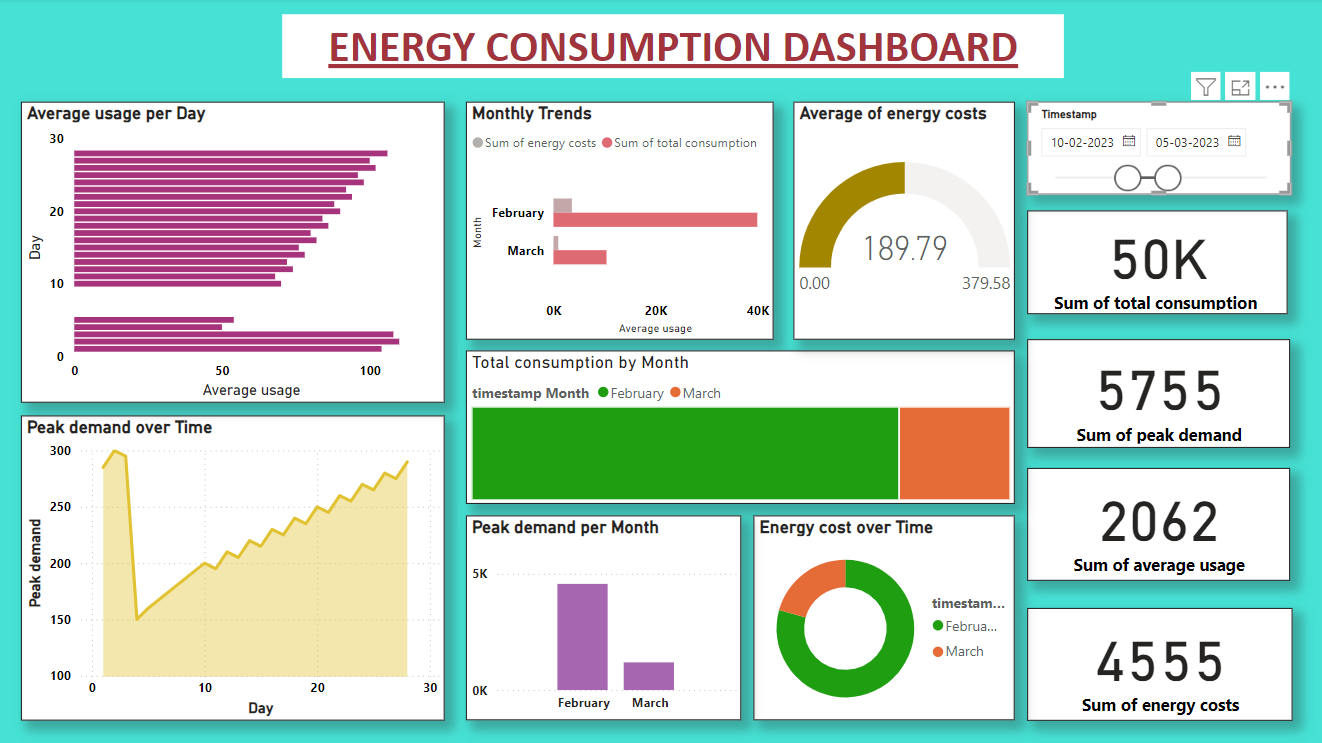 ENERGY CONSUMPTION DASHBOARD
Average usage per Day
30
20
10
0
Day
0 50 100
Average usage
Monthly Trends
Sum of energy costs Sum of total consumption
Month
February
March
0K 20K 40K
Average usage
Average of energy costs
189.79
0.00 379.58
Timestamp
10-02-2023 05-03-2023
50K
Sum of total consumption
Total consumption by Month
timestamp Month February March
5755
Sum of peak demand
Peak demand over Time
300
250
200
150
100
Peak demand
0 10 20 30
Day
Peak demand per Month
5K
0K
February March
Energy cost over Time
timestam...
Februa...
March
2062
Sum of average usage
4555
Sum of energy costs